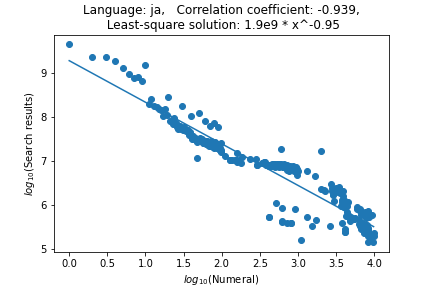 Language: ja,   Correlation coefficient: -0.939,
Least-square solution: 1.9e9 * x^-0.95
log₁₀(Search results)
9
8
7
6
5
0.0 0.5 1.0 1.5 2.0 2.5 3.0 3.5 4.0
log₁₀(Numeral)